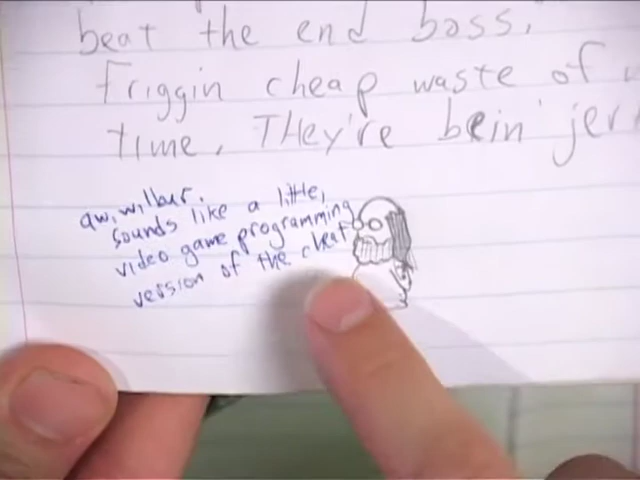 beat the end boss.
Friggin cheap waste of
time. THey're bein' jer
aw, wilbur.
sounds like a little,
video game programming
version of the cheat